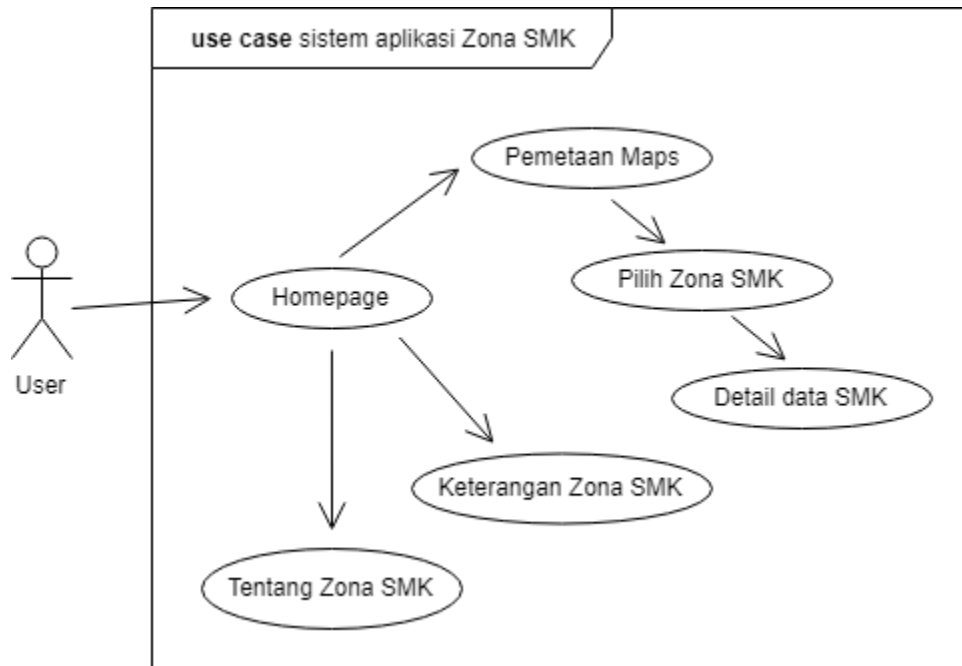 use case sistem aplikasi Zona SMK
Pemetaan Maps
Pilih Zona SMK
Homepage
User
Detail data SMK
Keterangan Zona SMK
Tentang Zona SMK